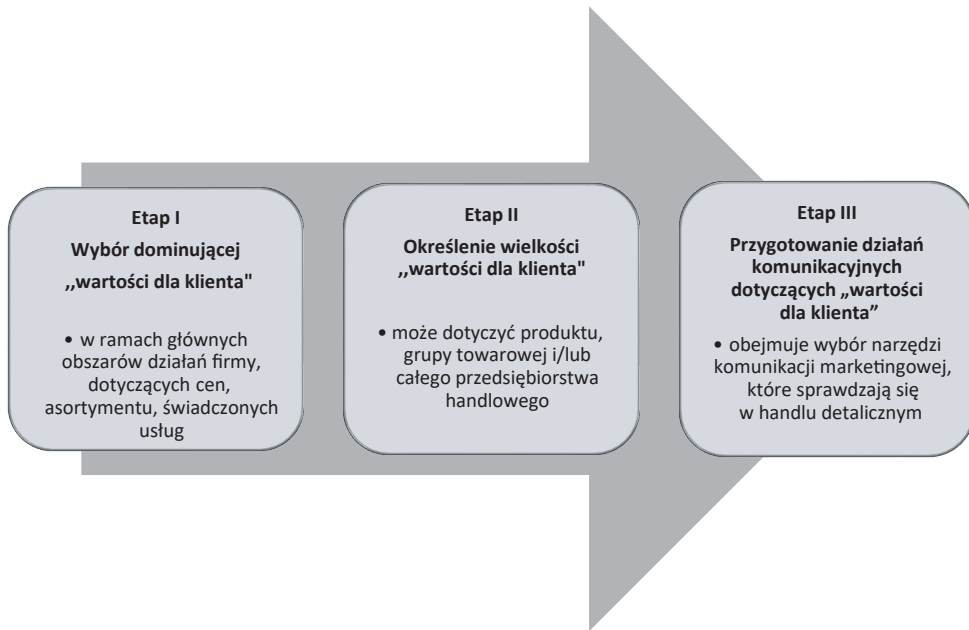 Etap I
Wybór dominującej
,,wartości dla klienta"
• w ramach głównych
obszarów działań firmy,
dotyczących cen,
asortymentu, świadczonych
usług
Etap II
Określenie wielkości
,,wartości dla klienta"
• może dotyczyć produktu,
grupy towarowej i/lub
całego przedsiębiorstwa
handlowego
Etap III
Przygotowanie działań
komunikacyjnych
dotyczących „wartości
dla klienta”
• obejmuje wybór narzędzi
komunikacji marketingowej,
które sprawdzają się
w handlu detalicznym